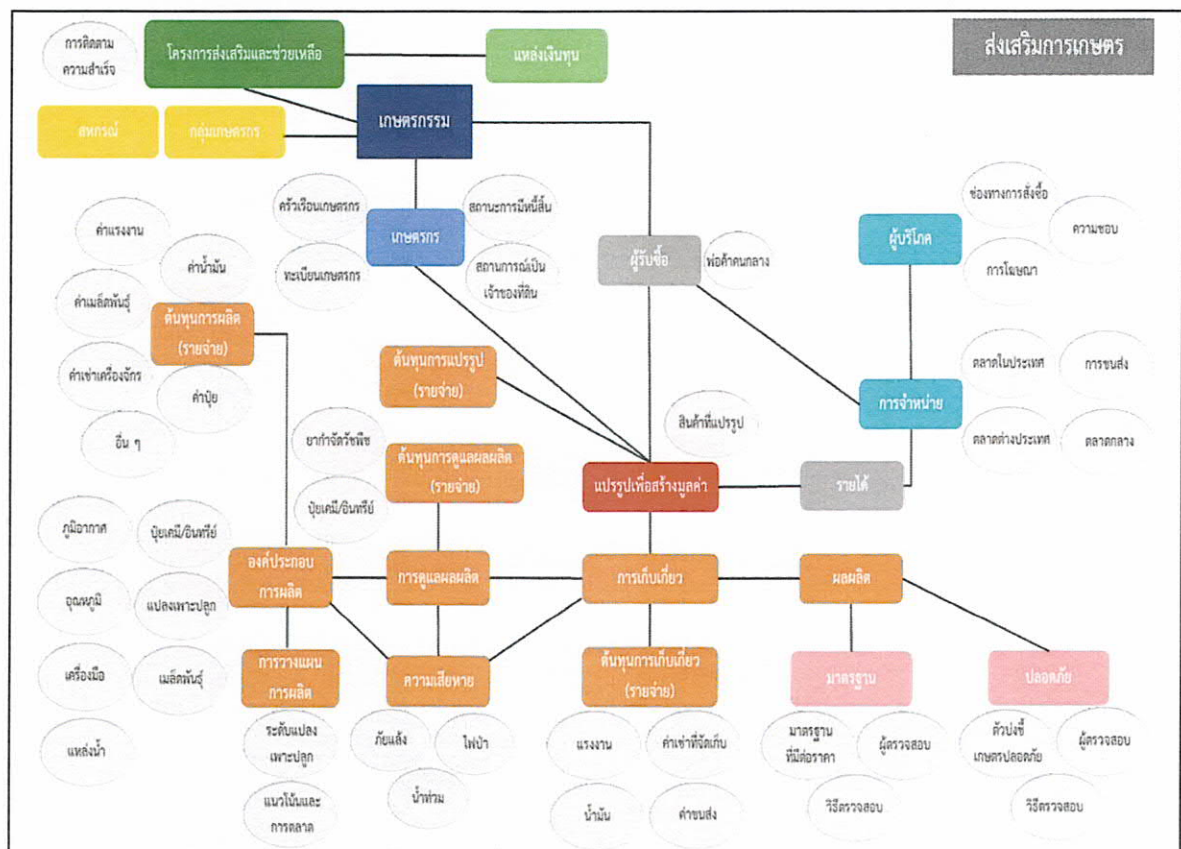 การติดตาม
ความสำเร็จ
โครงการส่งเสริมและช่วยเหลือ
แหล่งเงินทุน
ส่งเสริมการเกษตร
สหกรณ์
กลุ่มเกษตรกร
เกษตรกรรม
ครัวเรือนเกษตรกร
สถานะการมีหนี้สิ้น
เกษตรกร
ทะเบียนเกษตรกร
สถานการณ์เป็น
เจ้าของที่ดิน
ผู้รับซื้อ
พ่อค้าคนกลาง
ผู้บริโภค
ช่องทางการสั่งซื้อ
ความชอบ
การโฆษณา
ค่าแรงงาน
ค่าน้ำมัน
ค่าเมล็ดพันธุ์
ต้นทุนการผลิต
(รายจ่าย)
ค่าเช่าเครื่องจักร
ค่าปุ๋ย
อื่น ๆ
ต้นทุนการแปรรูป
(รายจ่าย)
การจำหน่าย
ตลาดในประเทศ
การขนส่ง
ตลาดต่างประเทศ
ตลาดกลาง
สินค้าที่แปรรูป
ยากำจัดวัชพืช
ต้นทุนการดูแลผลผลิต
(รายจ่าย)
ปุ๋ยเคมี/อินทรีย์
แปรรูปเพื่อสร้างมูลค่า
รายได้
ภูมิอากาศ
ปุ๋ยเคมี/อินทรีย์
องค์ประกอบ
การผลิต
การดูแลผลผลิต
การเก็บเกี่ยว
ผลผลิต
อุณหภูมิ
แปลงเพาะปลูก
เครื่องมือ
เมล็ดพันธุ์
การวางแผน
การผลิต
ความเสียหาย
ต้นทุนการเก็บเกี่ยว
(รายจ่าย)
มาตรฐาน
ปลอดภัย
แหล่งน้ำ
ระดับแปลง
เพาะปลูก
ภัยแล้ง
ไฟป่า
น้ำท่วม
แรงงาน
ค่าเช่าที่จัดเก็บ
มาตรฐาน
ที่มีต่อราคา
ผู้ตรวจสอบ
ตัวบ่งชี้
เกษตรปลอดภัย
ผู้ตรวจสอบ
แนวโน้มและ
การตลาด
น้ำมัน
ค่าขนส่ง
วิธีตรวจสอบ
วิธีตรวจสอบ